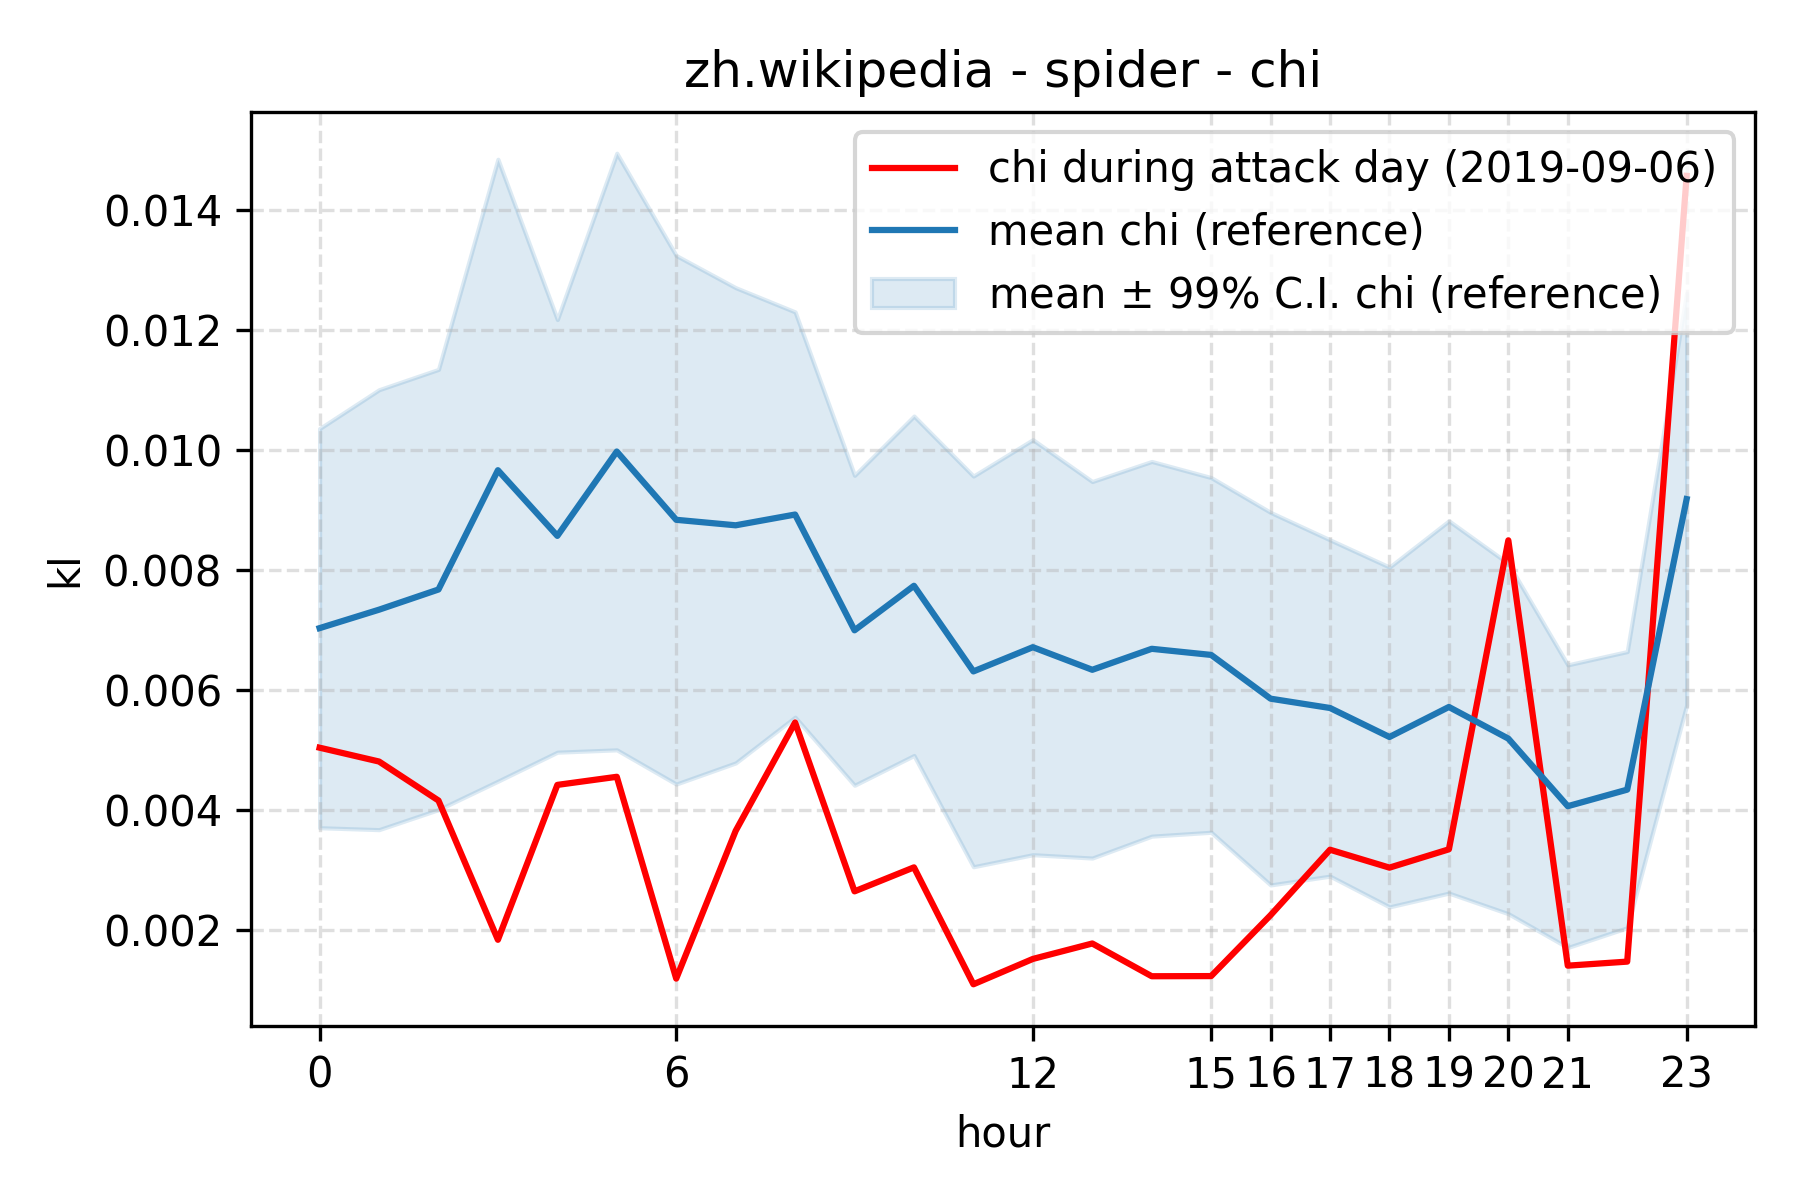 zh.wikipedia - spider - chi
chi during attack day (2019-09-06)
mean chi (reference)
mean ± 99% C.I. chi (reference)
kl
0.014
0.012
0.010
0.008
0.006
0.004
0.002
0 6 12 15 16 17 18 19 20 21 23
hour